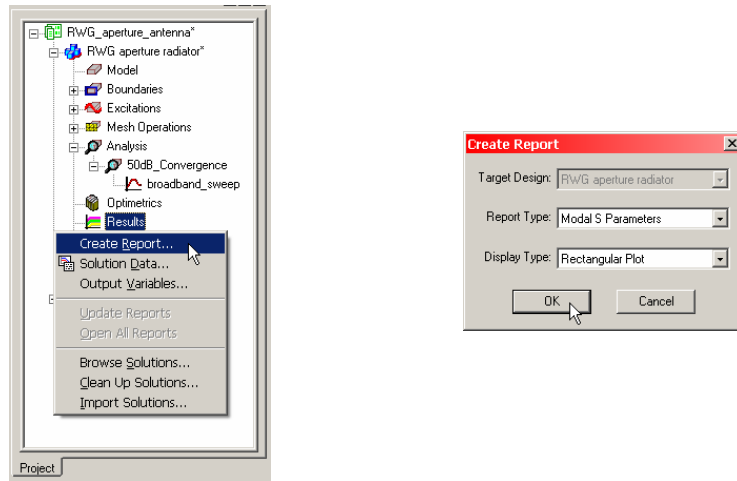 RWG_aperture_antenna*
RWG aperture radiator*
Model
Boundaries
Excitations
Mesh Operations
Analysis
50dB_Convergence
broadband_sweep
Optimetrics
Results
Create Report...
Solution Data...
Output Variables...
Update Reports
Open All Reports
Browse Solutions...
Clean Up Solutions...
Import Solutions...
Project
Create Report
Target Design: RWG aperture radiator
Report Type: Modal S Parameters
Display Type: Rectangular Plot
OK Cancel